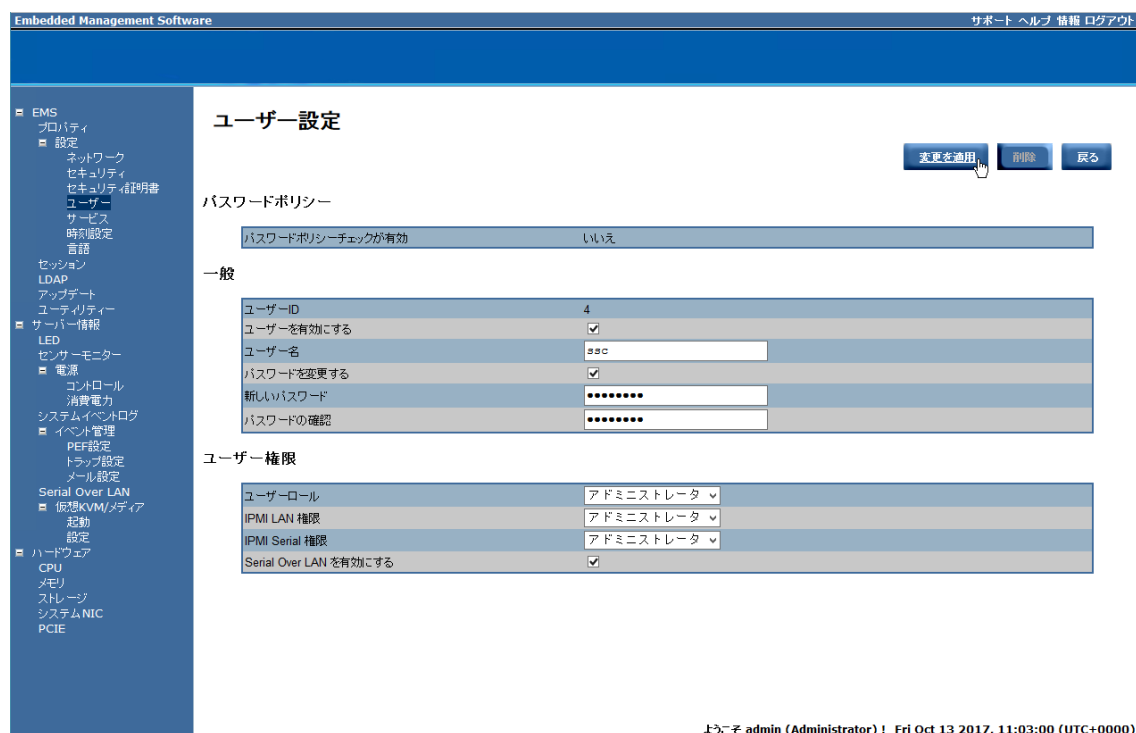 Embedded Management Software
サポート ヘルプ 情報 ログアウト
EMS
プロパティ
設定
ネットワーク
セキュリティ
セキュリティ証明書
ユーザー
サービス
時刻設定
言語
セッション
LDAP
アップデート
ユーティリティー
サーバー情報
LED
センサーモニター
電源
コントロール
消費電力
システムイベントログ
イベント管理
PEF設定
トラップ設定
メール設定
Serial Over LAN
仮想KVM/メディア
起動
設定
ハードウェア
CPU
メモリ
ストレージ
システムNIC
PCIE
ユーザー設定
変更を適用 削除 戻る
パスワードポリシー
パスワードポリシーチェックが有効 いいえ
一般
ユーザーID 4
ユーザーを有効にする
ユーザー名 ssc
パスワードを変更する
新しいパスワード ••••••••
パスワードの確認 ••••••••
ユーザー権限
ユーザーロール アドミニストレータ
IPMI LAN 権限 アドミニストレータ
IPMI Serial 権限 アドミニストレータ
Serial Over LAN を有効にする
ようこそ admin (Administrator) ! Fri Oct 13 2017, 11:03:00 (UTC+0000)